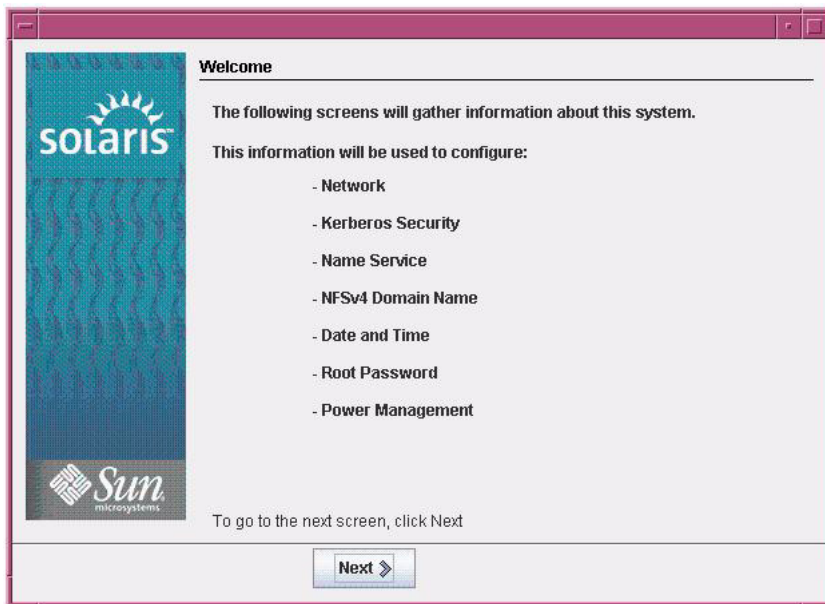 solaris™
Sun
microsystems
Welcome
The following screens will gather information about this system.
This information will be used to configure:
- Network
- Kerberos Security
- Name Service
- NFSv4 Domain Name
- Date and Time
- Root Password
- Power Management
To go to the next screen, click Next
Next